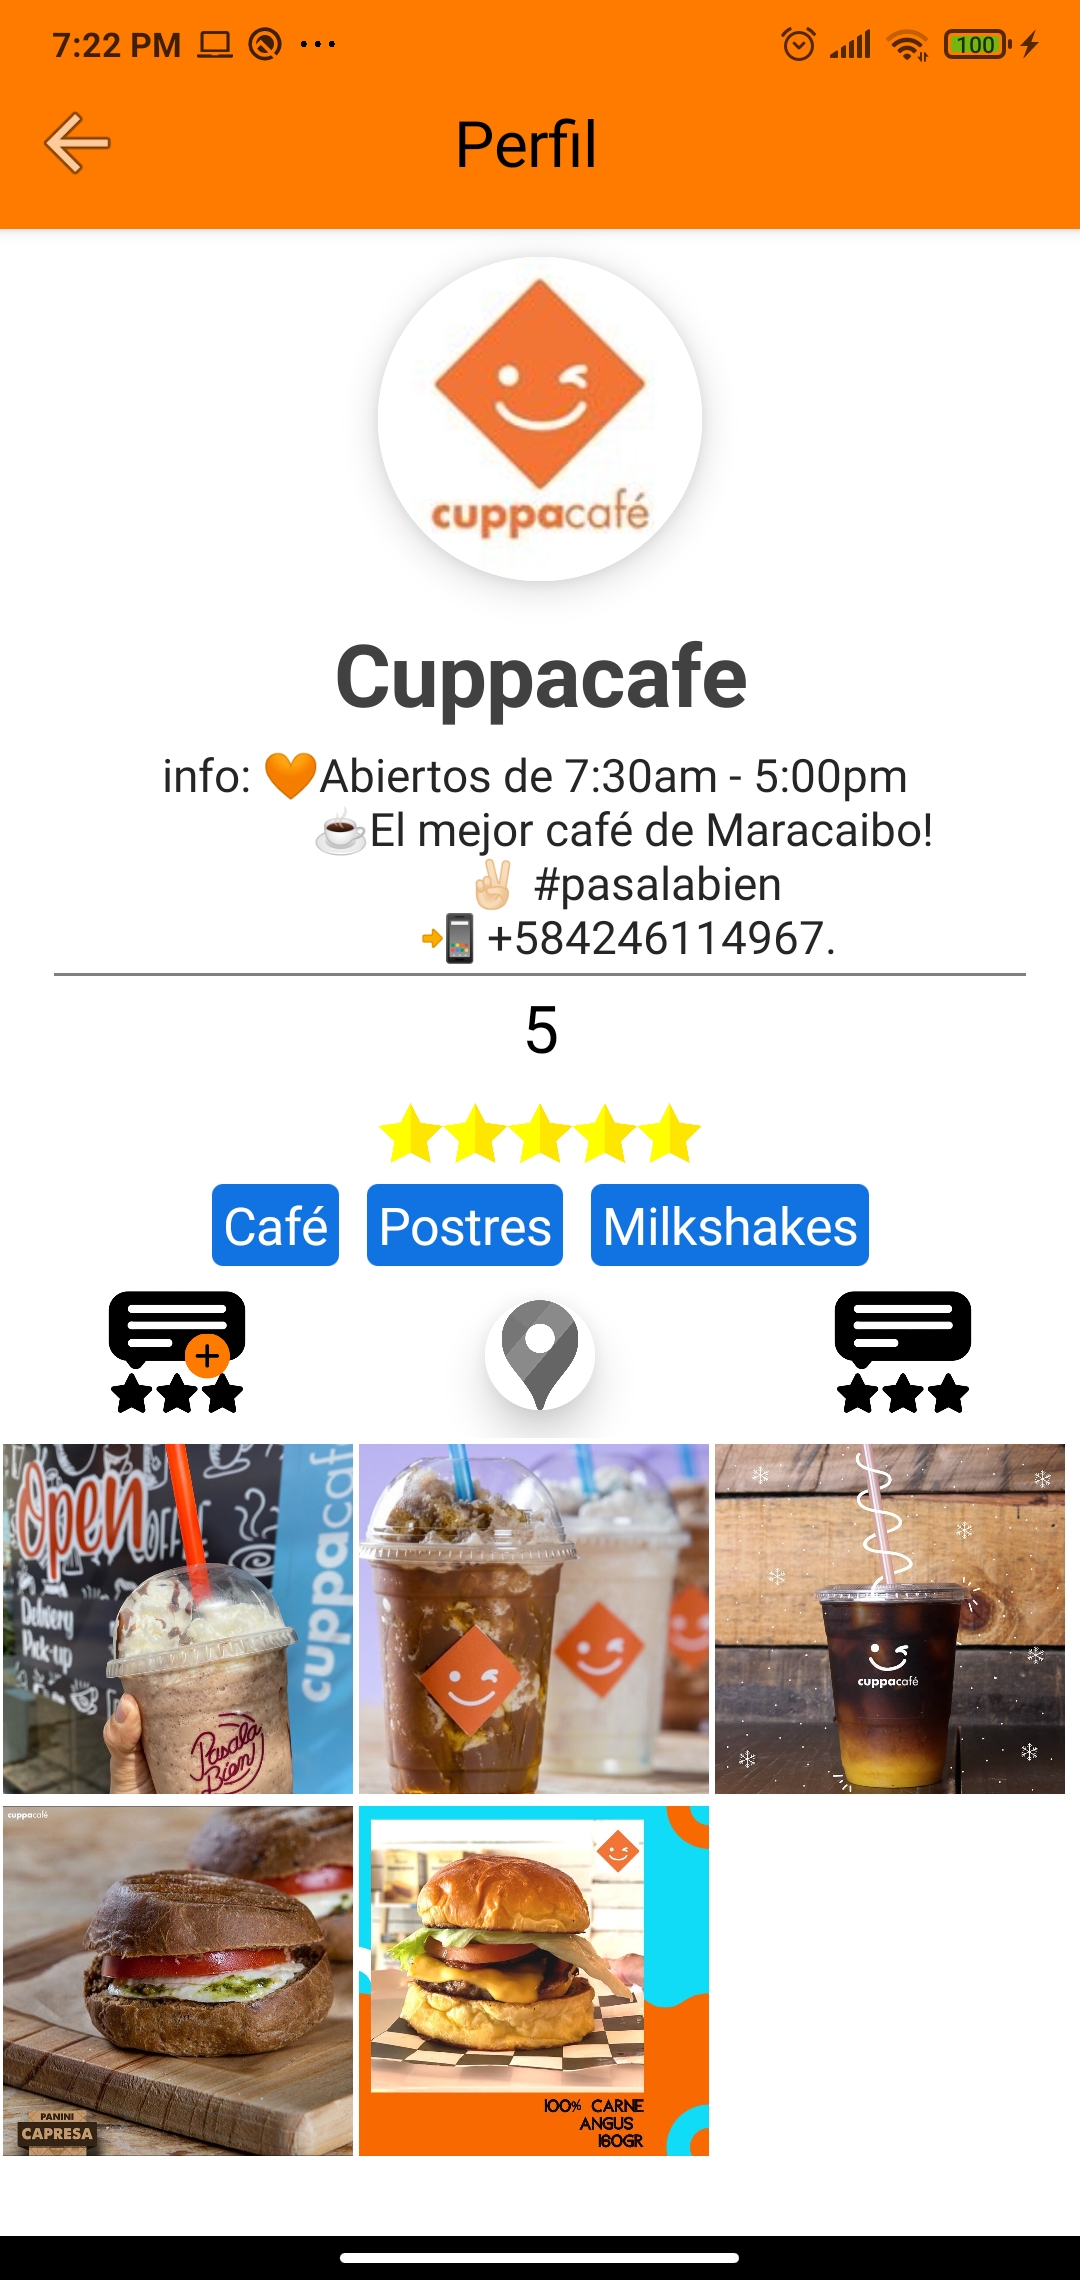 7:22 PM
100
Perfil
cuppacafé
Cuppacafe
info: 🧡Abiertos de 7:30am - 5:00pm
☕El mejor café de Maracaibo!
✌🏻 #pasalabien
📲 +584246114967.
5
Café
Postres
Milkshakes
Open
COFFEE
Delivery
Pick-up
cuppacafé
Pasala
Bien
cuppacafé
cuppacafé
PANINI
CAPRESA
100% CARNE
ANGUS
160GR